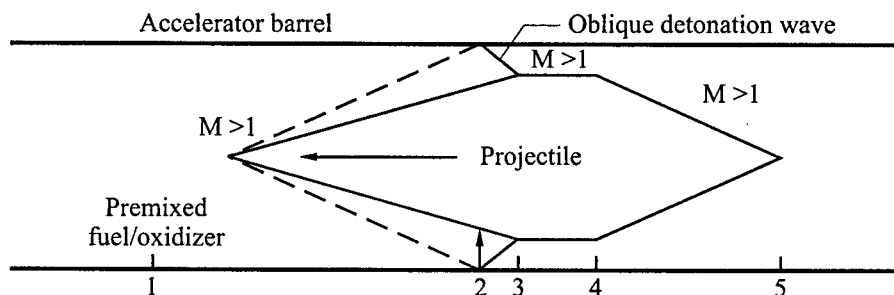 Accelerator barrel
Oblique detonation wave
M >1
M >1
M >1
Projectile
Premixed
fuel/oxidizer
1
2
3
4
5